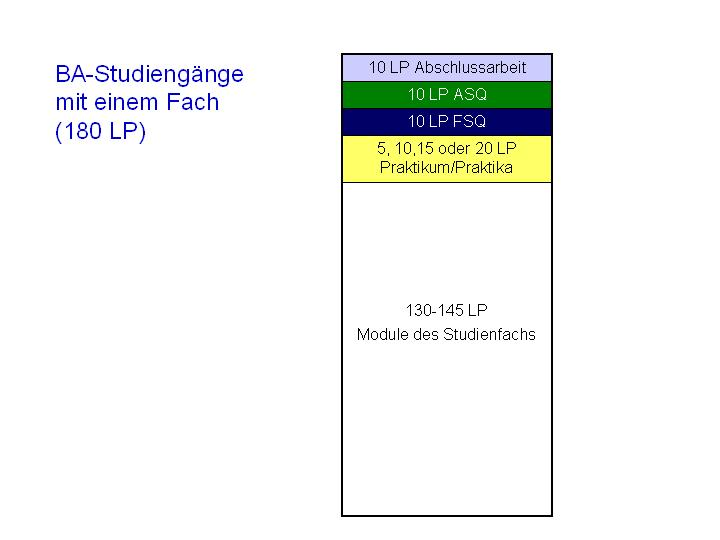 BA-Studiengänge
mit einem Fach
(180 LP)
10 LP Abschlussarbeit
10 LP ASQ
10 LP FSQ
5, 10,15 oder 20 LP
Praktikum/Praktika
130-145 LP
Module des Studienfachs